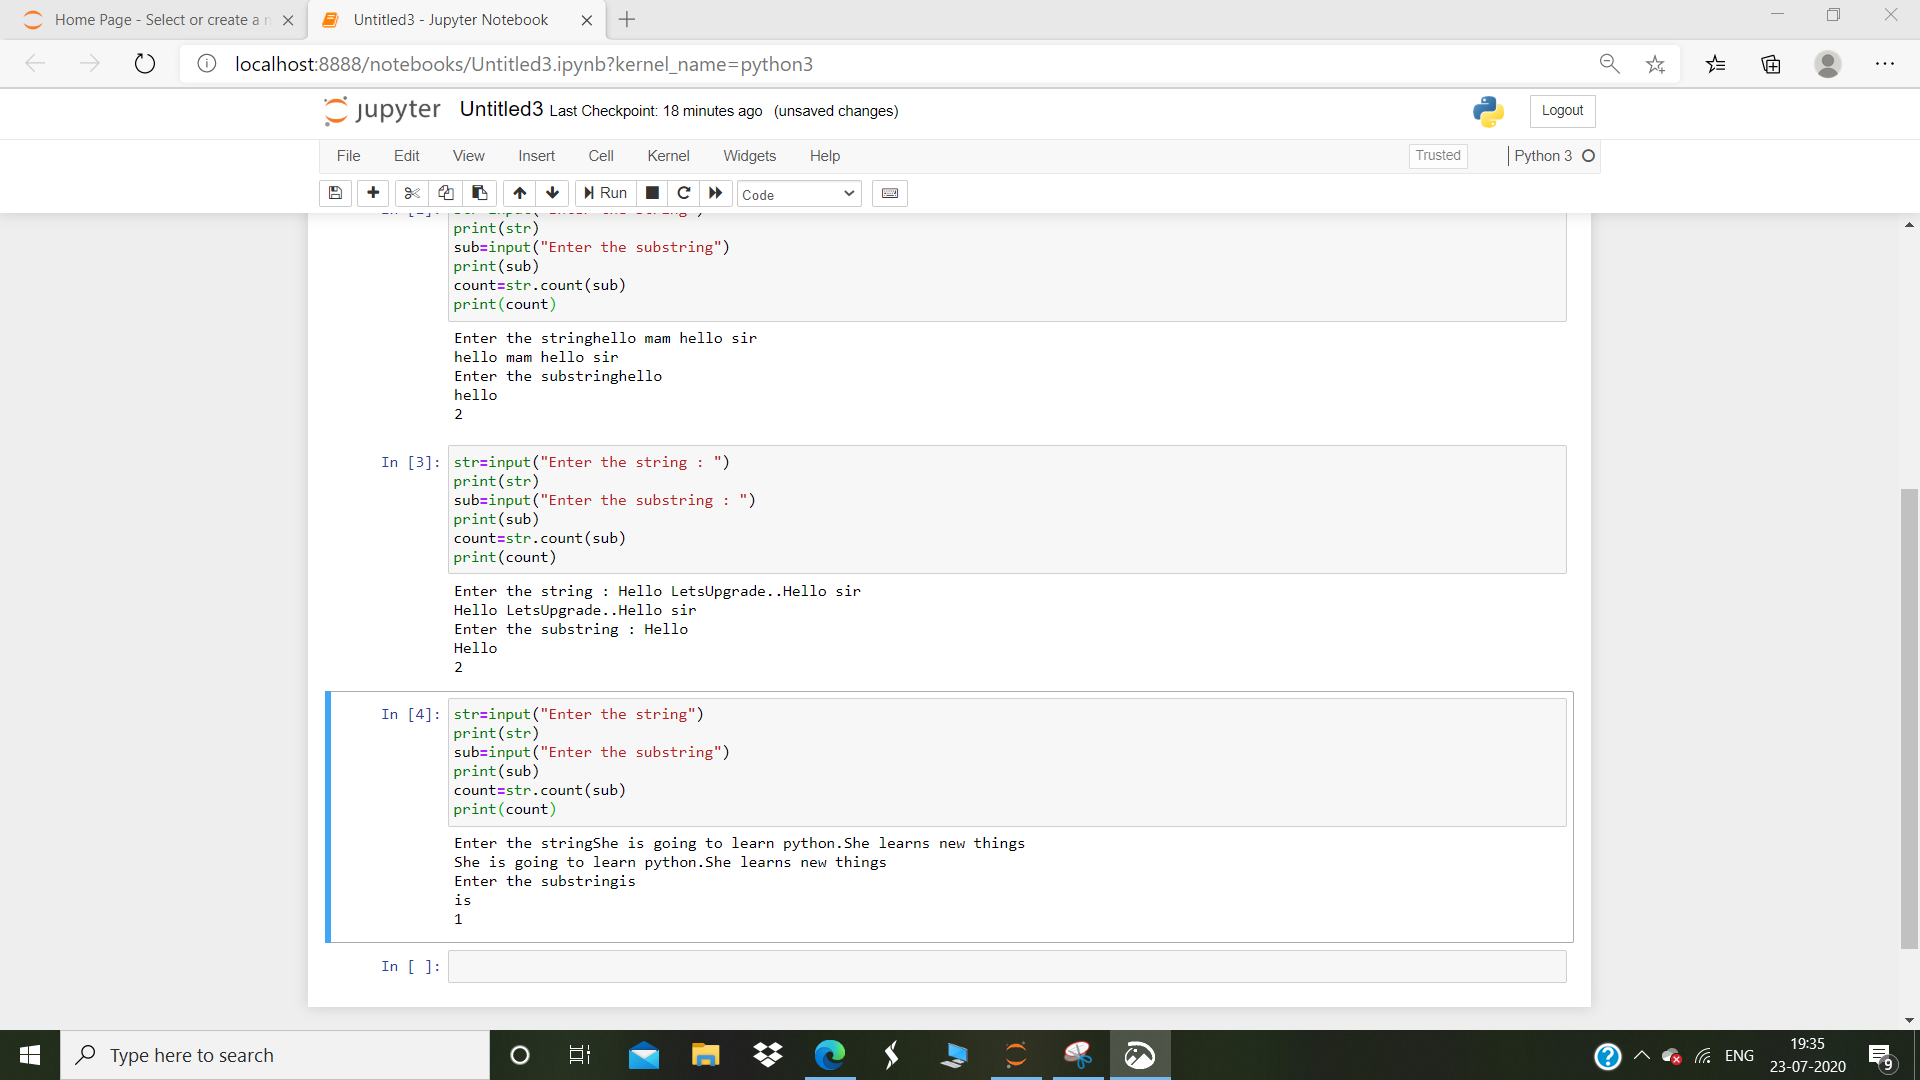 Home Page - Select or create a n
Untitled3 - Jupyter Notebook
localhost:8888/notebooks/Untitled3.ipynb?kernel_name=python3
jupyter Untitled3 Last Checkpoint: 18 minutes ago (unsaved changes)
Logout
File Edit View Insert Cell Kernel Widgets Help
Trusted
Python 3
Run
Code
print(str)
sub=input("Enter the substring")
print(sub)
count=str.count(sub)
print(count)
Enter the stringhello mam hello sir
hello mam hello sir
Enter the substringhello
hello
2
In [3]:
str=input("Enter the string : ")
print(str)
sub=input("Enter the substring : ")
print(sub)
count=str.count(sub)
print(count)
Enter the string : Hello LetsUpgrade..Hello sir
Hello LetsUpgrade..Hello sir
Enter the substring : Hello
Hello
2
In [4]:
str=input("Enter the string")
print(str)
sub=input("Enter the substring")
print(sub)
count=str.count(sub)
print(count)
Enter the stringShe is going to learn python.She learns new things
She is going to learn python.She learns new things
Enter the substringis
is
1
In [ ]:
Type here to search
ENG
19:35
23-07-2020
9